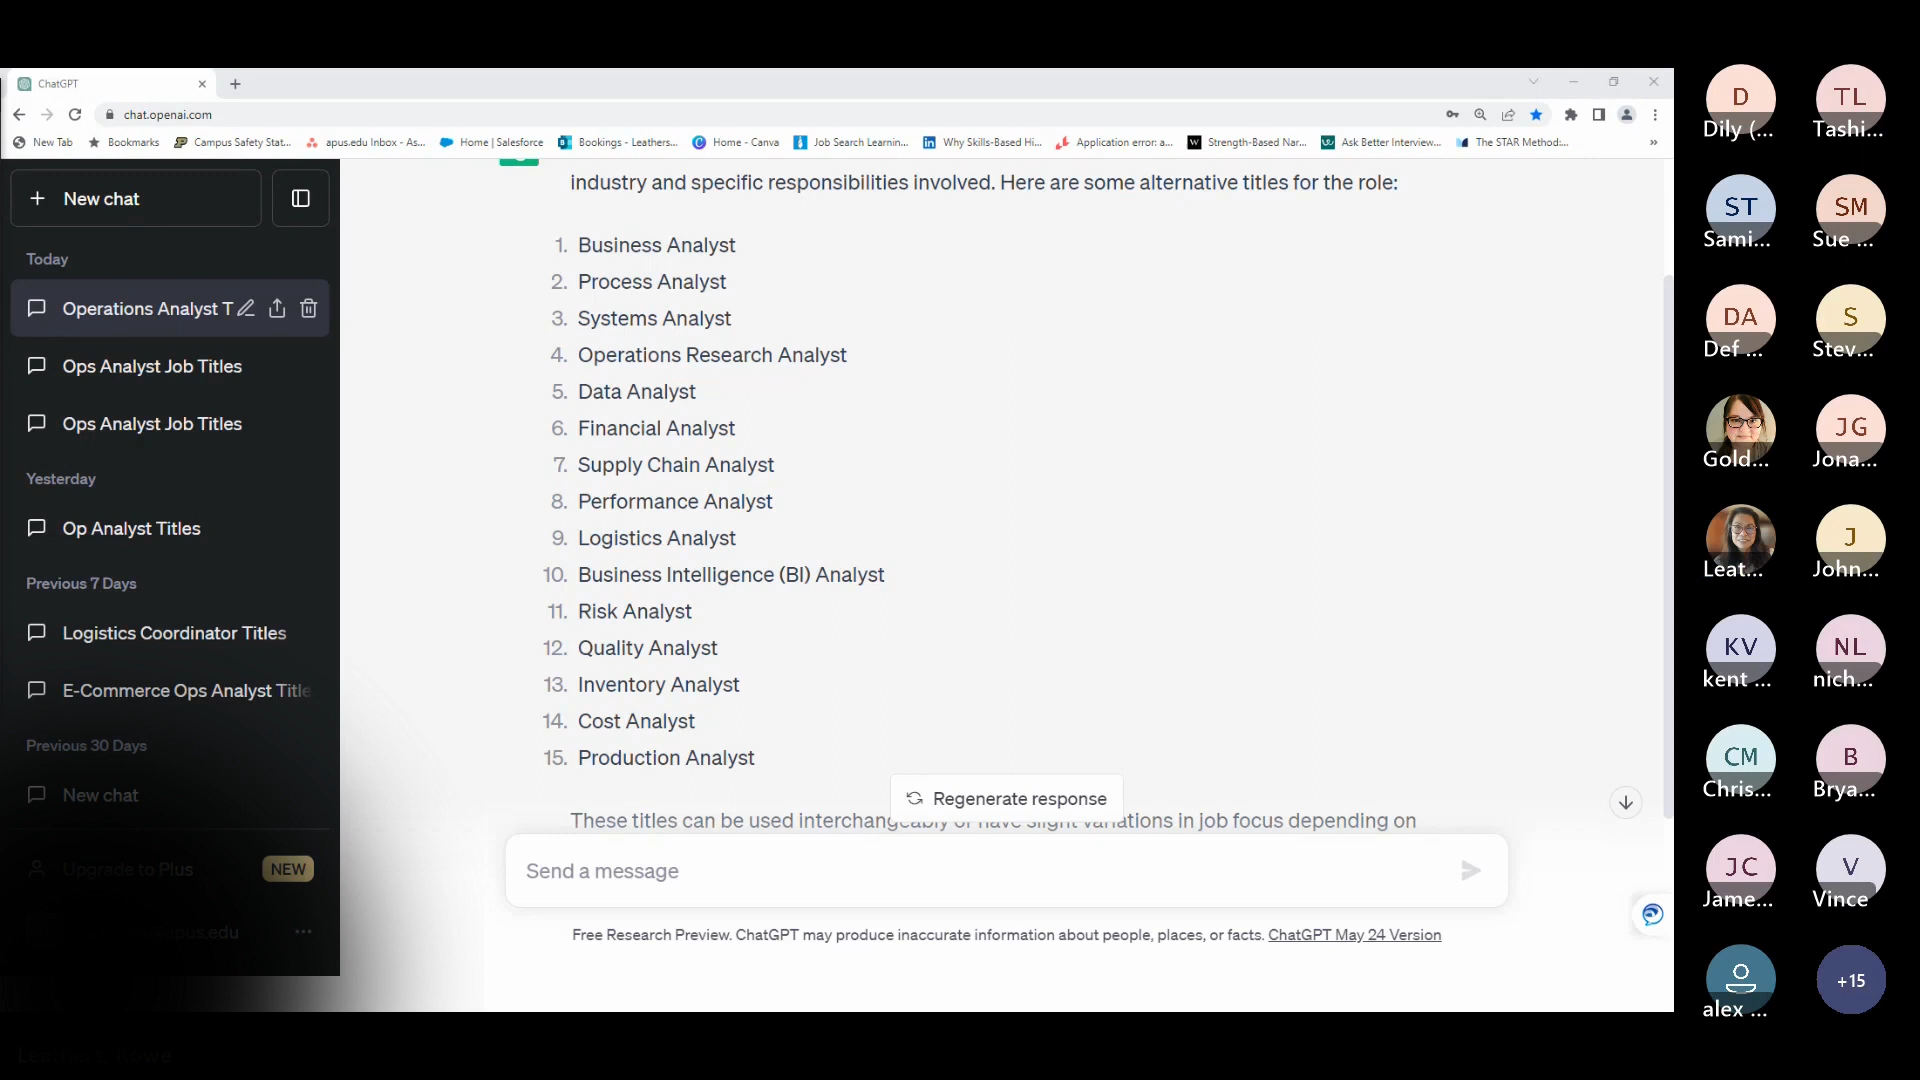 ChatGPT
chat.openai.com
New Tab
Bookmarks
Campus Safety Stat...
apus.edu Inbox - As...
Home | Salesforce
Bookings - Leathers...
Home - Canva
Job Search Learnin...
Why Skills-Based Hi...
Application error: a...
Strength-Based Nar...
Ask Better Interview...
The STAR Method:...
New chat
Today
Operations Analyst T
Ops Analyst Job Titles
Ops Analyst Job Titles
Yesterday
Op Analyst Titles
Previous 7 Days
Logistics Coordinator Titles
E-Commerce Ops Analyst Title
Previous 30 Days
New chat
Upgrade to Plus
NEW
industry and specific responsibilities involved. Here are some alternative titles for the role:
1. Business Analyst
2. Process Analyst
3. Systems Analyst
4. Operations Research Analyst
5. Data Analyst
6. Financial Analyst
7. Supply Chain Analyst
8. Performance Analyst
9. Logistics Analyst
10. Business Intelligence (BI) Analyst
11. Risk Analyst
12. Quality Analyst
13. Inventory Analyst
14. Cost Analyst
15. Production Analyst
Regenerate response
These titles can be used interchangeably or have slight variations in job focus depending on
Send a message
Free Research Preview. ChatGPT may produce inaccurate information about people, places, or facts. ChatGPT May 24 Version
D
Dily (...
TL
Tashi...
ST
Sami...
SM
Sue ...
DA
Def ...
S
Stev...
Gold...
JG
Jona...
Leat...
J
John...
KV
kent ...
NL
nich...
CM
Chris...
B
Brya...
JC
Jame...
V
Vince
alex ...
+15